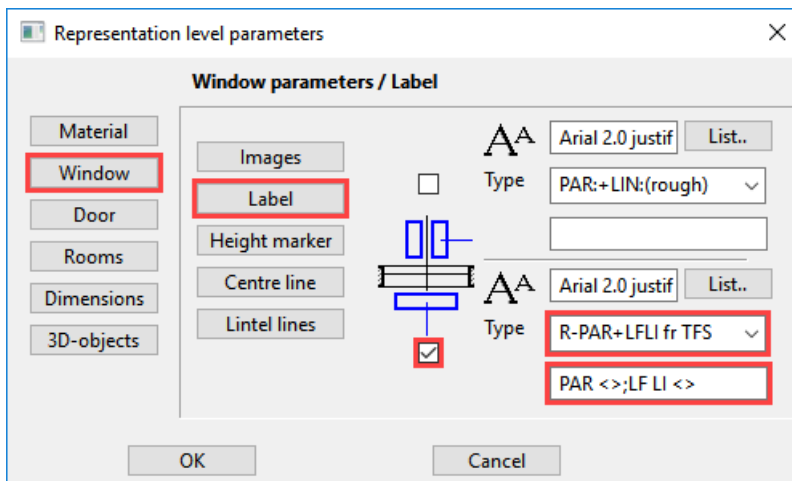 Representation level parameters
Window parameters / Label
Material
Window
Door
Rooms
Dimensions
3D-objects
Images
Label
Height marker
Centre line
Lintel lines
AA
Arial 2.0 justif
List..
Type
PAR:+LIN:(rough)
AA
Arial 2.0 justif
List..
Type
R-PAR+LFLI fr TFS
PAR <>;LF LI <>
OK
Cancel